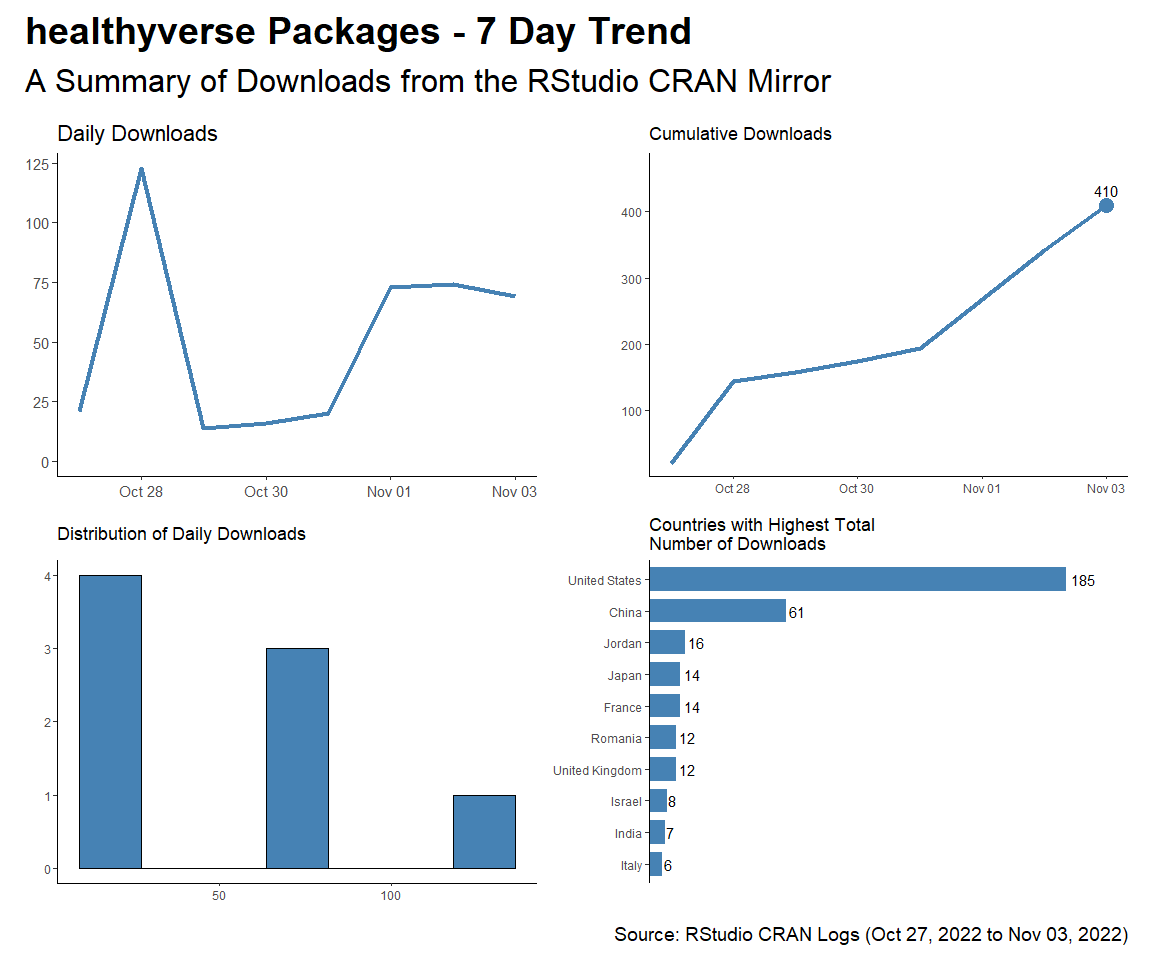 healthyverse Packages - 7 Day Trend
A Summary of Downloads from the RStudio CRAN Mirror
Daily Downloads
125
100
75
50
25
0
Oct 28 Oct 30 Nov 01 Nov 03
Cumulative Downloads
410
400
300
200
100
Oct 28 Oct 30 Nov 01 Nov 03
Distribution of Daily Downloads
4
3
2
1
0
50 100
Countries with Highest Total
Number of Downloads
United States 185
China 61
Jordan 16
Japan 14
France 14
Romania 12
United Kingdom 12
Israel 8
India 7
Italy 6
Source: RStudio CRAN Logs (Oct 27, 2022 to Nov 03, 2022)